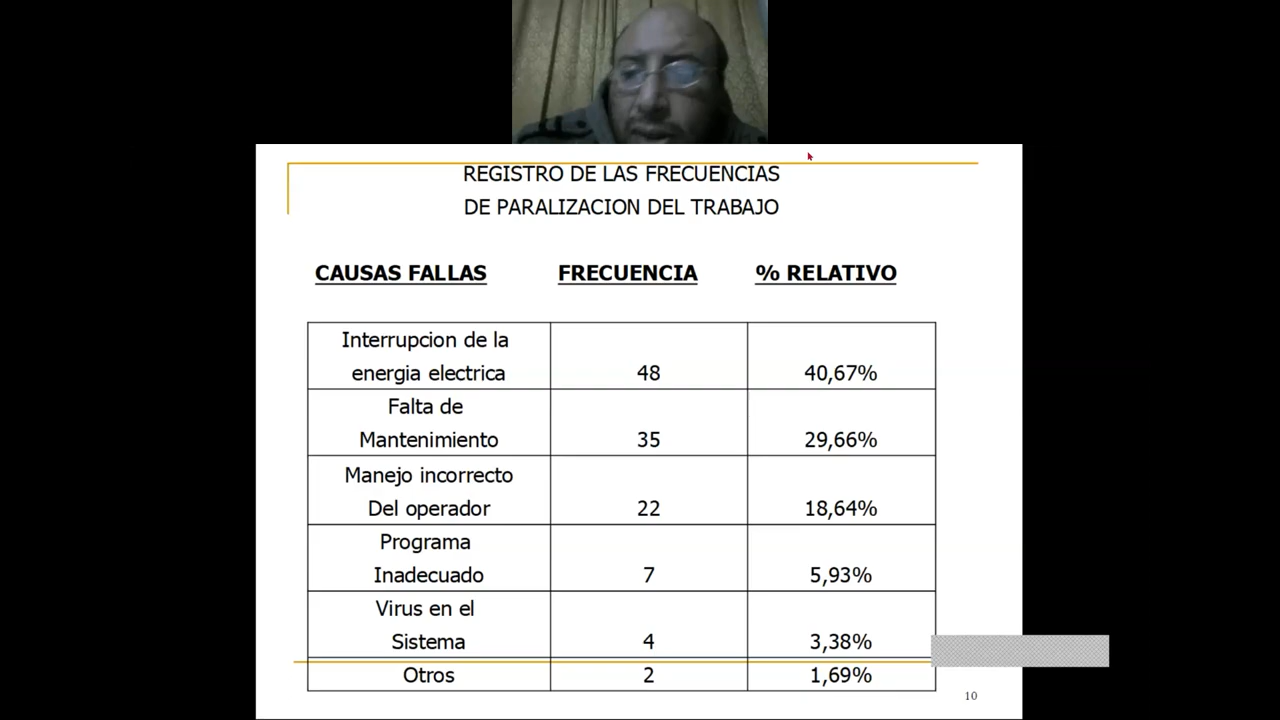 REGISTRO DE LAS FRECUENCIAS
DE PARALIZACION DEL TRABAJO
CAUSAS FALLAS FRECUENCIA % RELATIVO
Interrupcion de la
energia electrica 48 40,67%
Falta de
Mantenimiento 35 29,66%
Manejo incorrecto
Del operador 22 18,64%
Programa
Inadecuado 7 5,93%
Virus en el
Sistema 4 3,38%
Otros 2 1,69%
10